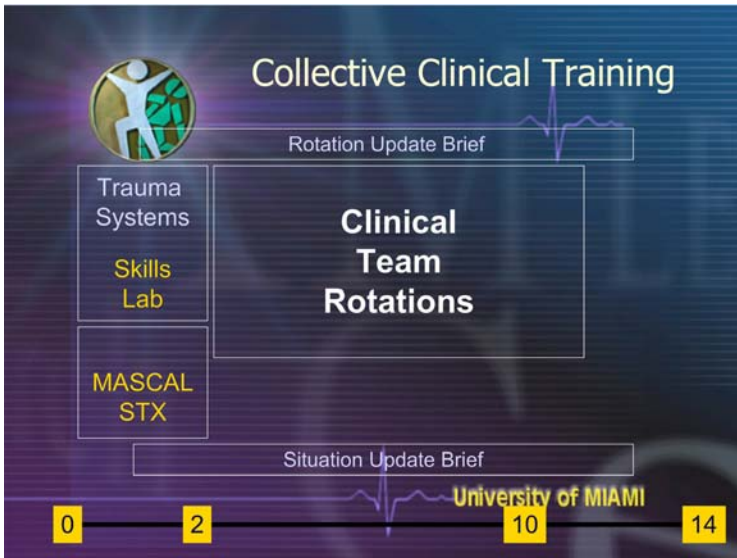 Collective Clinical Training
Rotation Update Brief
Trauma
Systems
Skills
Lab
Clinical
Team
Rotations
MASCAL
STX
Situation Update Brief
University of MIAMI
0
2
10
14